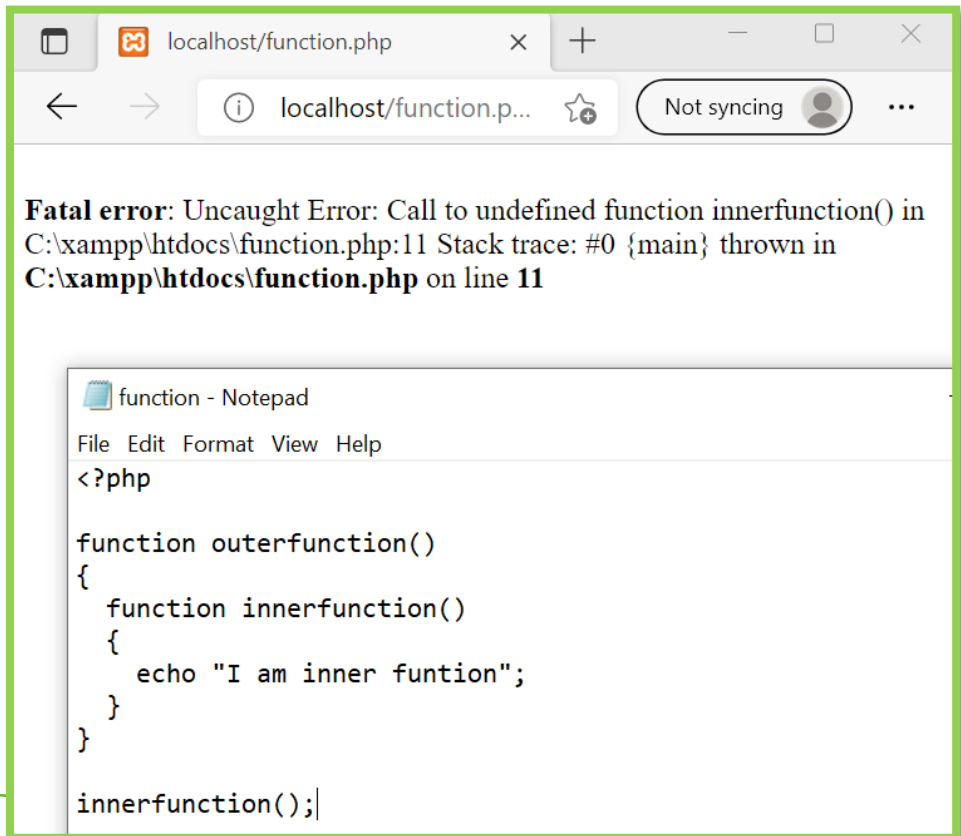 localhost/function.php
localhost/function.p...
Not syncing
Fatal error: Uncaught Error: Call to undefined function innerfunction() in
C:\xampp\htdocs\function.php:11 Stack trace: #0 {main} thrown in
C:\xampp\htdocs\function.php on line 11
function - Notepad
File Edit Format View Help
<?php
function outerfunction()
{
function innerfunction()
{
echo "I am inner funtion";
}
}
innerfunction();